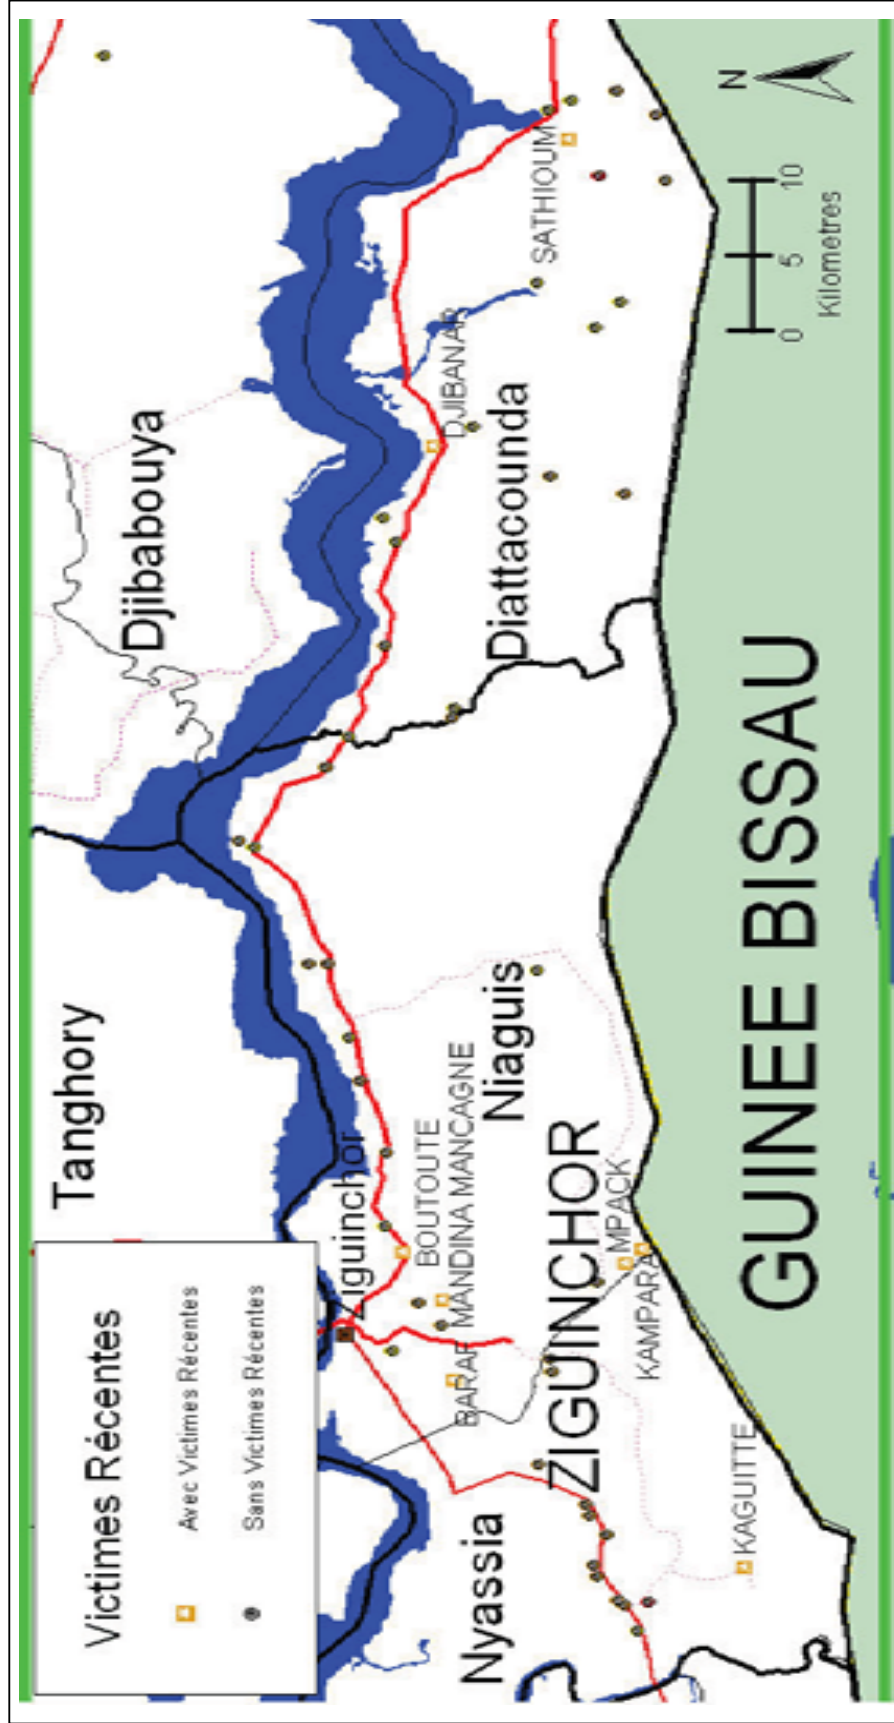 Victimes Récentes
Avec Victimes Récentes
Sans Victimes Récentes
Tanghory
Djibabouya
Ziguinchor
BOUTOUTE
MANDINA MANCAGNE
BARAF
Niaguis
Diattacounda
DJIBANAR
SATHIOUM
Nyassia
ZIGUINCHOR
MPACK
KAMPARA
KAGUITTE
GUINEE BISSAU
N
0 5 10
Kilometres